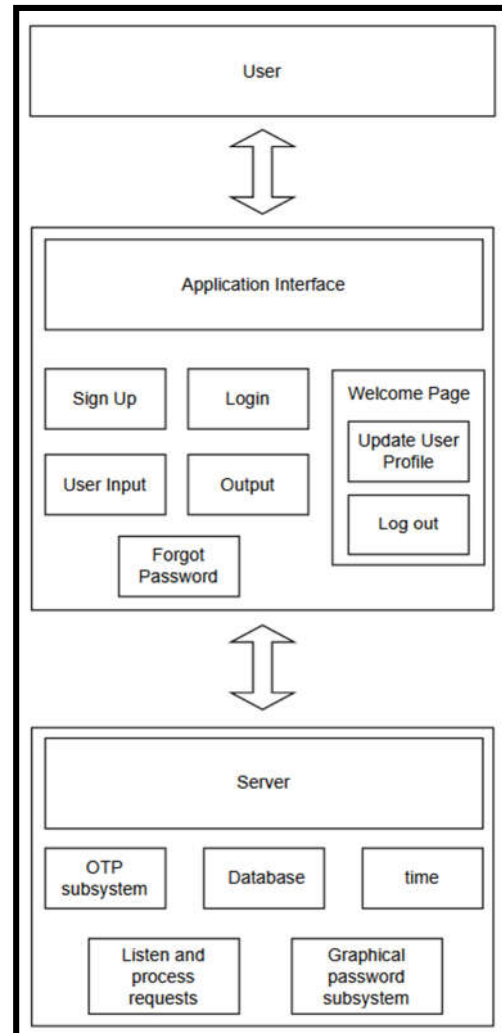 User
Application Interface
Sign Up
Login
Welcome Page
Update User
Profile
User Input
Output
Log out
Forgot
Password
Server
OTP
subsystem
Database
time
Listen and
process
requests
Graphical
password
subsystem